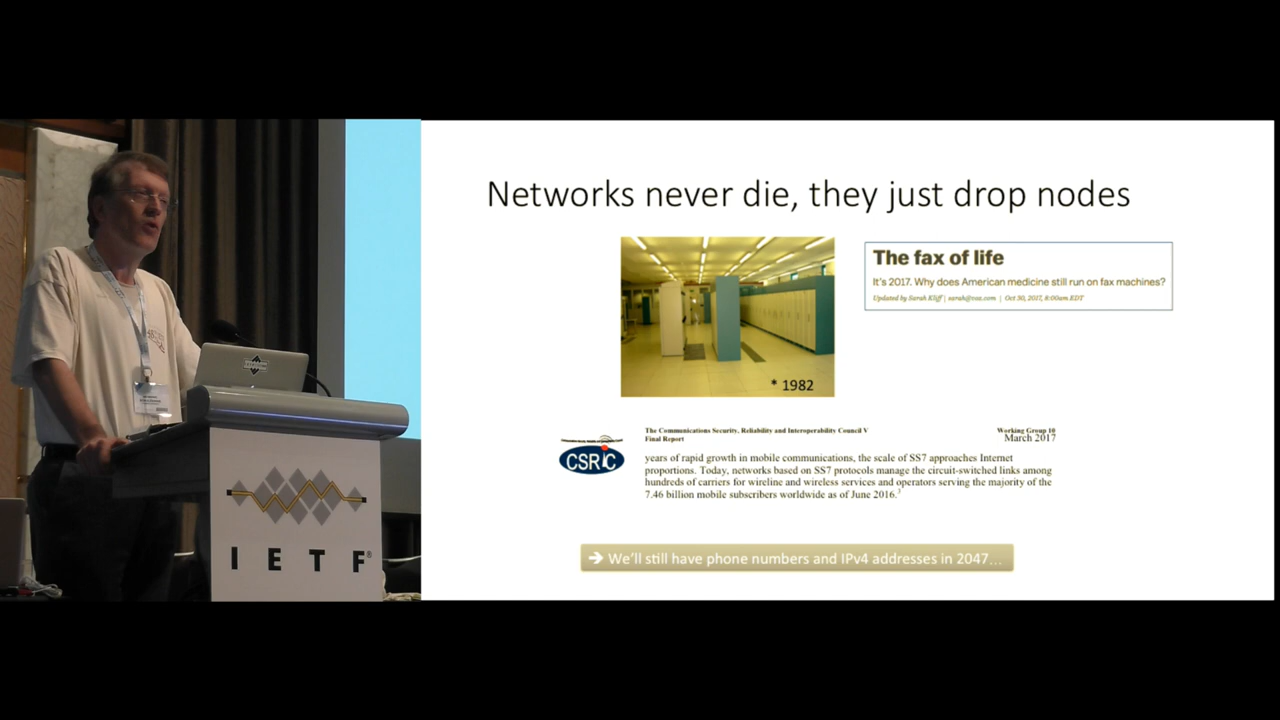 Networks never die, they just drop nodes
The fax of life
It's 2017. Why does American medicine still run on fax machines?
Updated by Sarah Kliff | sarah@vox.com | Oct 30, 2017, 8:00am EDT
* 1982
The Communications Security, Reliability and Interoperability Council V
Working Group 10
Final Report
March 2017
CSRIC
years of rapid growth in mobile communications, the scale of SS7 approaches Internet
proportions. Today, networks based on SS7 protocols manage the circuit-switched links among
hundreds of carriers for wireline and wireless services and operators serving the majority of the
7.46 billion mobile subscribers worldwide as of June 2016.³
➔ We'll still have phone numbers and IPv4 addresses in 2047...
IETF®